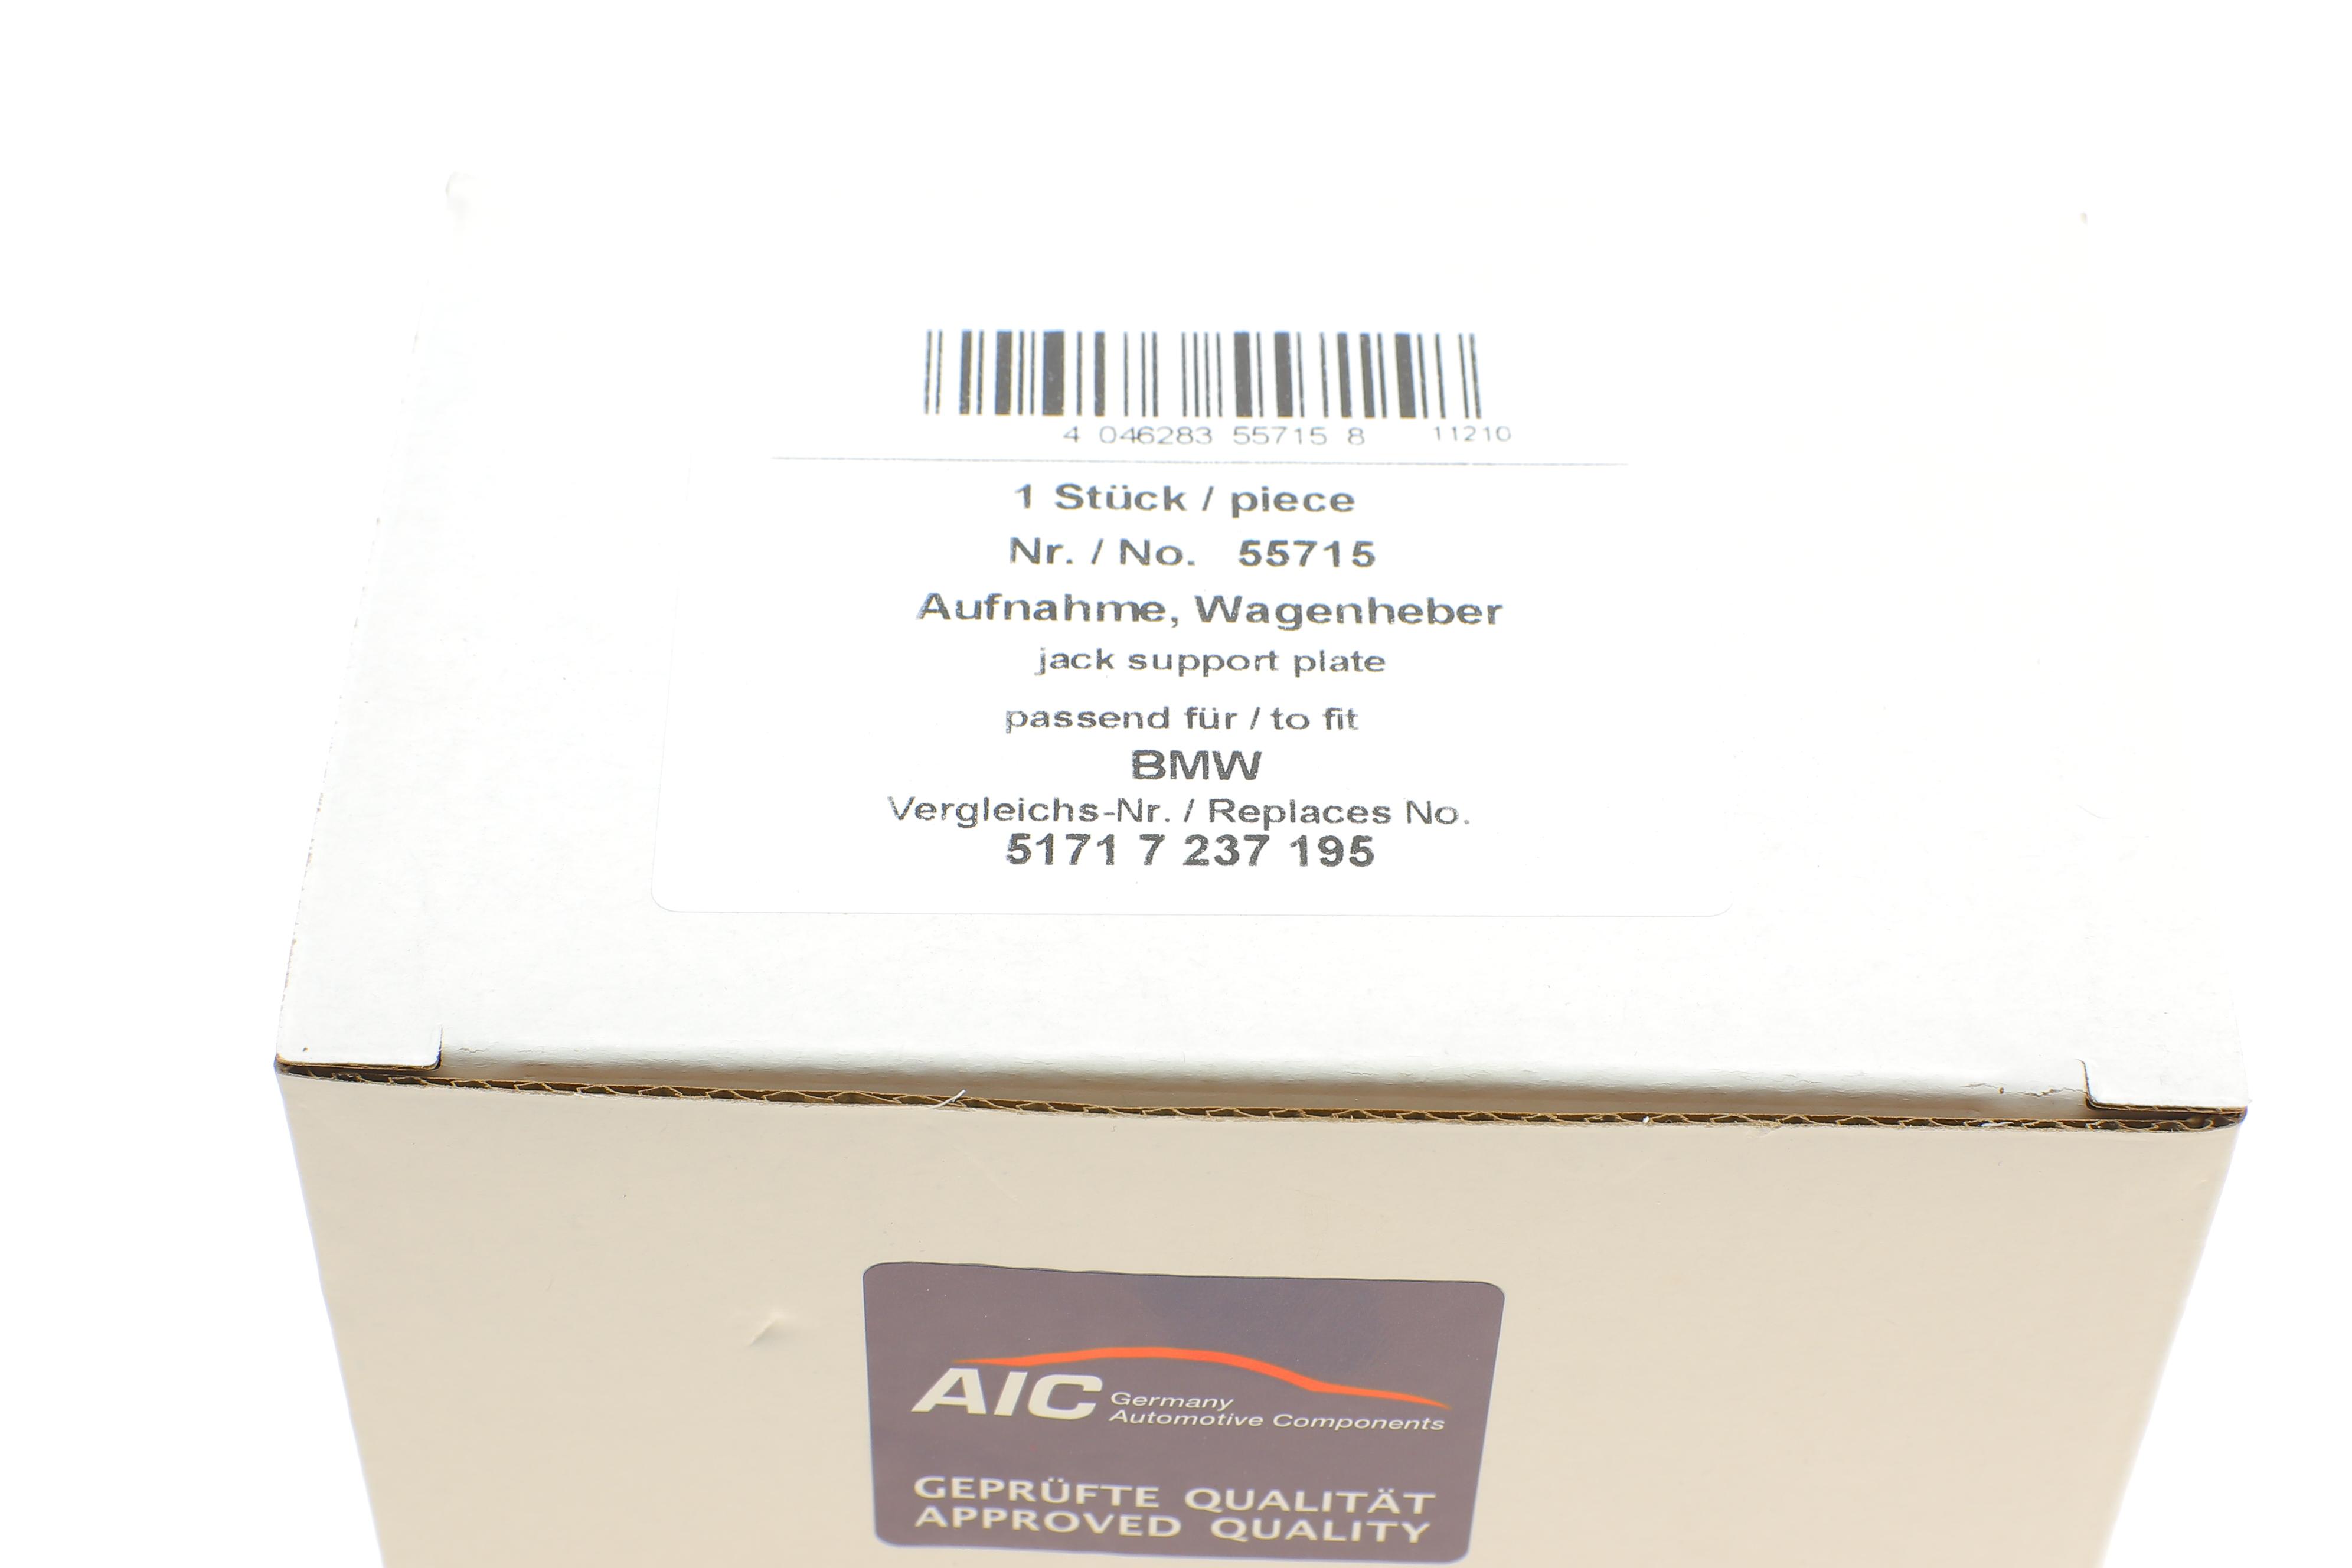 4 046283 55715 8 11210
1 Stück / piece
Nr. / No. 55715
Aufnahme, Wagenheber
jack support plate
passend für / to fit
BMW
Vergleichs-Nr. / Replaces No.
5171 7 237 195
AIC Germany
Automotive Components
GEPRÜFTE QUALITÄT
APPROVED QUALITY